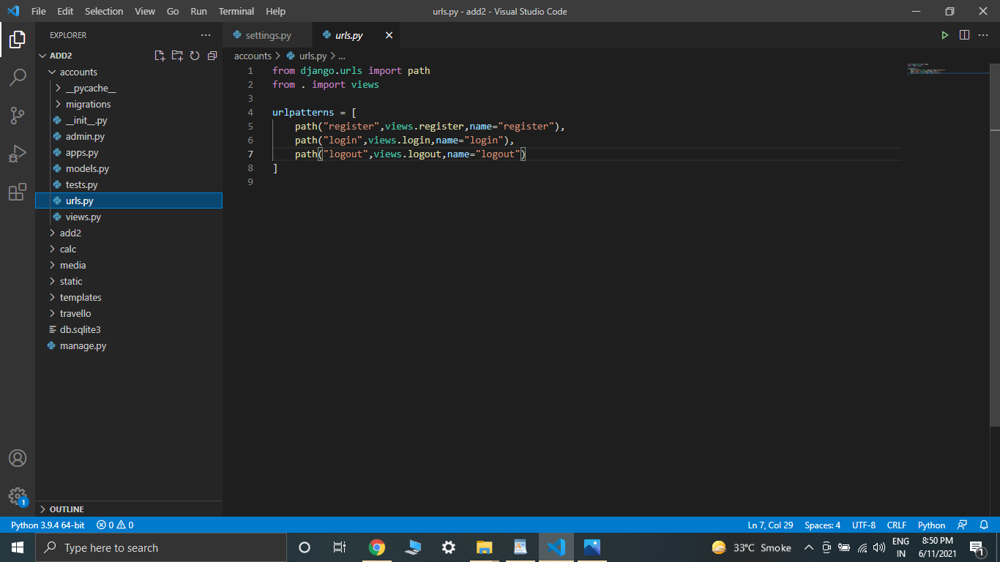 File Edit Selection View Go Run Terminal Help urls.py - add2 - Visual Studio Code
EXPLORER
settings.py urls.py
ADD2
accounts
__pycache__
migrations
__init__.py
admin.py
apps.py
models.py
tests.py
urls.py
views.py
add2
calc
media
static
templates
travello
db.sqlite3
manage.py
OUTLINE
accounts > urls.py > ...
1 from django.urls import path
2 from . import views
3
4 urlpatterns = [
5 path("register",views.register,name="register"),
6 path("login",views.login,name="login"),
7 path("logout",views.logout,name="logout")
8 ]
9
1
Python 3.9.4 64-bit 0 0 Ln 7, Col 29 Spaces: 4 UTF-8 CRLF Python
Type here to search 33°C Smoke ENG 8:50 PM
IN 6/11/2021 1